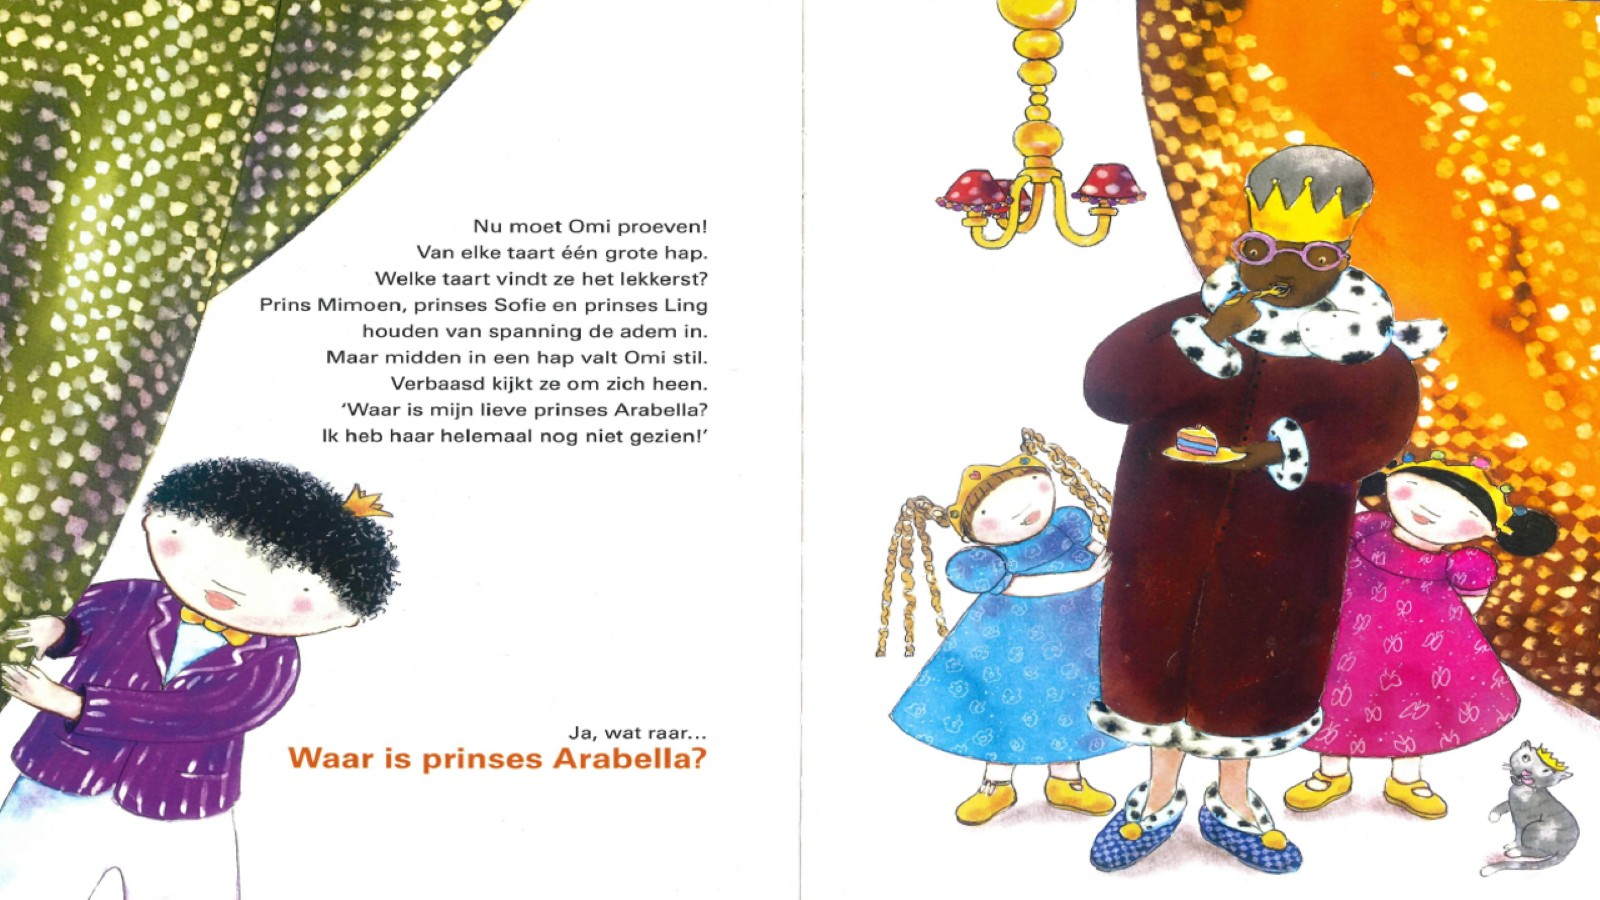 Nu moet Omi proeven!
Van elke taart één grote hap.
Welke taart vindt ze het lekkerst?
Prins Mimoen, prinses Sofie en prinses Ling
houden van spanning de adem in.
Maar midden in een hap valt Omi stil.
Verbaasd kijkt ze om zich heen.
‘Waar is mijn lieve prinses Arabella?
Ik heb haar helemaal nog niet gezien!’
Ja, wat raar...
Waar is prinses Arabella?